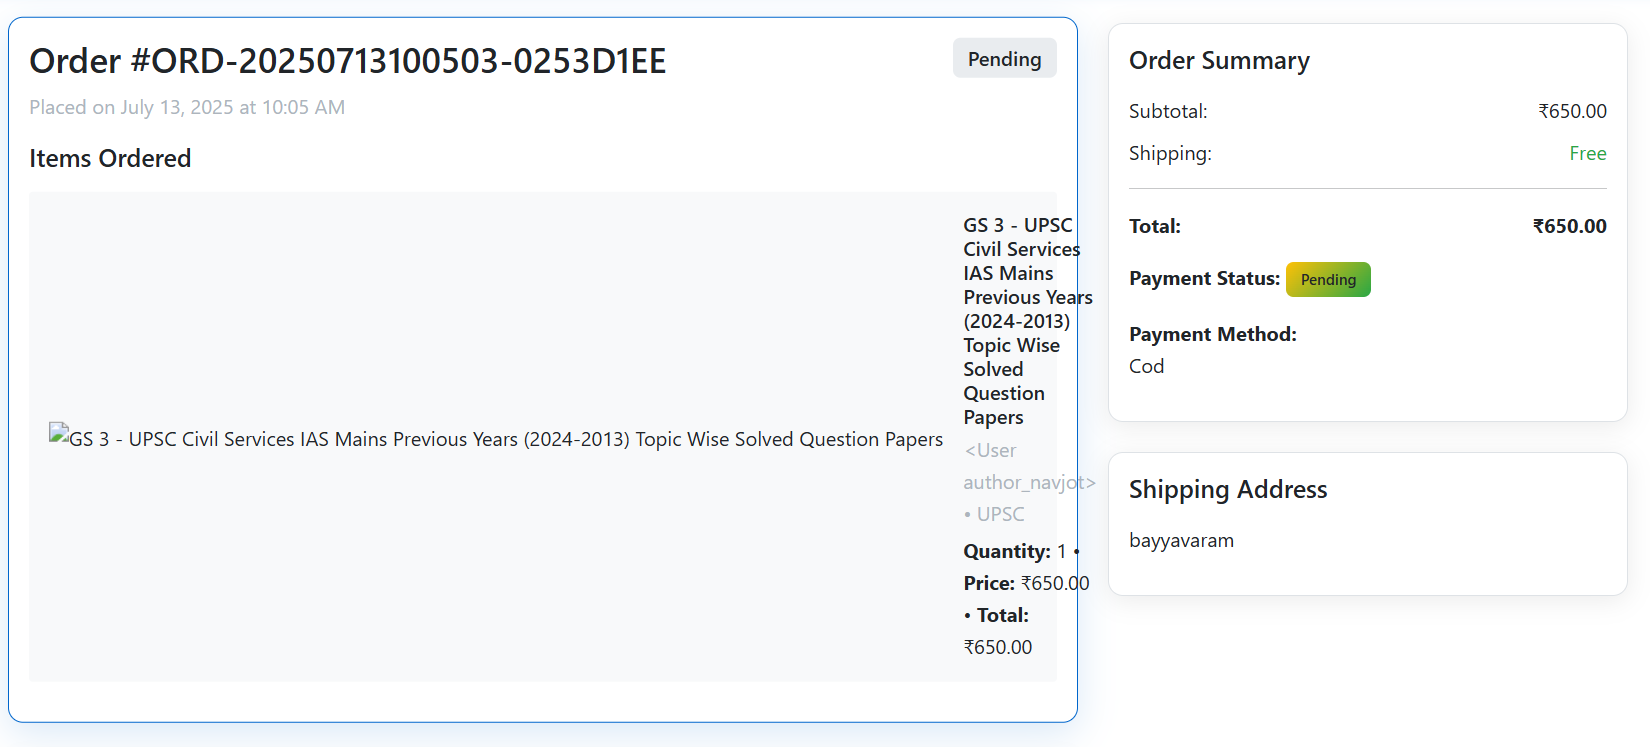 Order #ORD-20250713100503-0253D1EE
Pending
Placed on July 13, 2025 at 10:05 AM
Items Ordered
GS 3 - UPSC Civil Services IAS Mains Previous Years (2024-2013) Topic Wise Solved Question Papers
GS 3 - UPSC
Civil Services
IAS Mains
Previous Years
(2024-2013)
Topic Wise
Solved
Question
Papers
<User
author_navjot>
• UPSC
Quantity: 1 •
Price: ₹650.00
• Total:
₹650.00
Order Summary
Subtotal: ₹650.00
Shipping: Free
Total: ₹650.00
Payment Status: Pending
Payment Method:
Cod
Shipping Address
bayyavaram